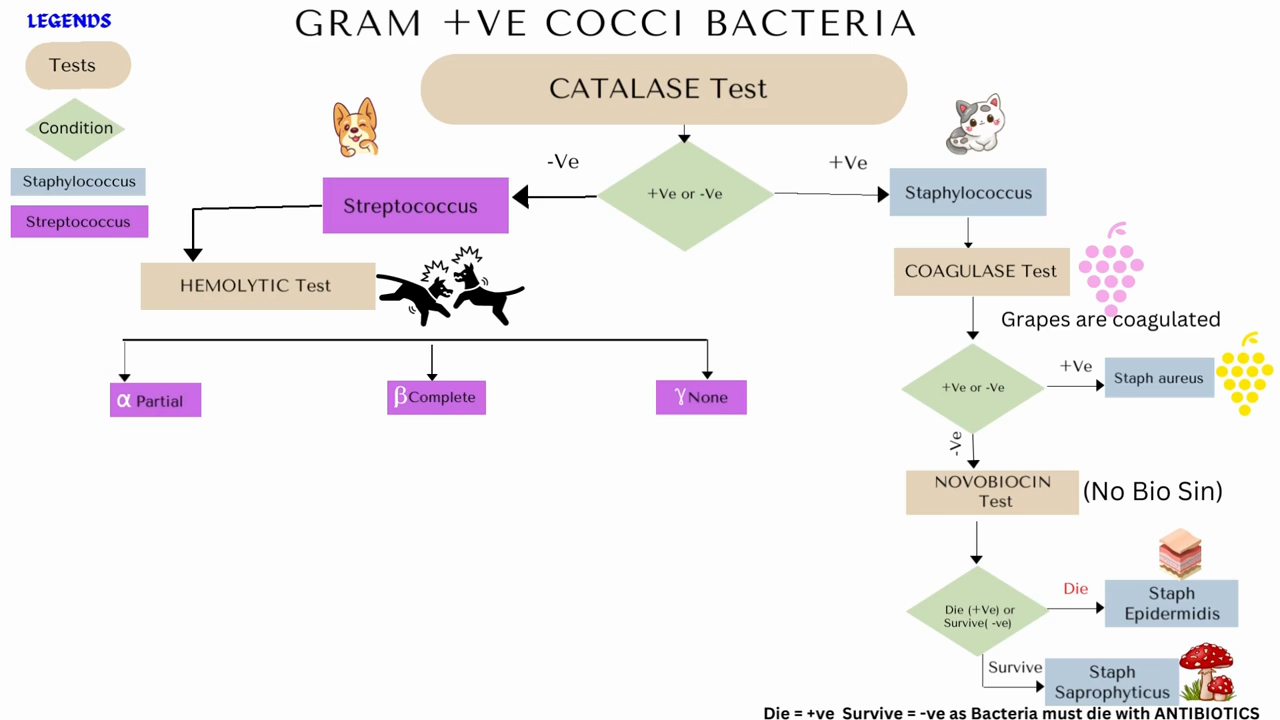 GRAM +VE COCCI BACTERIA
LEGENDS
Tests
Condition
Staphylococcus
Streptococcus
CATALASE Test
+Ve or -Ve
-Ve
+Ve
Streptococcus
Staphylococcus
HEMOLYTIC Test
α Partial
β Complete
γ None
COAGULASE Test
Grapes are coagulated
+Ve or -Ve
+Ve
Staph aureus
-Ve
NOVOBIOCIN
Test
(No Bio Sin)
Die (+Ve) or
Survive( -ve)
Die
Staph
Epidermidis
Survive
Staph
Saprophyticus
Die = +ve Survive = -ve as Bacteria must die with ANTIBIOTICS